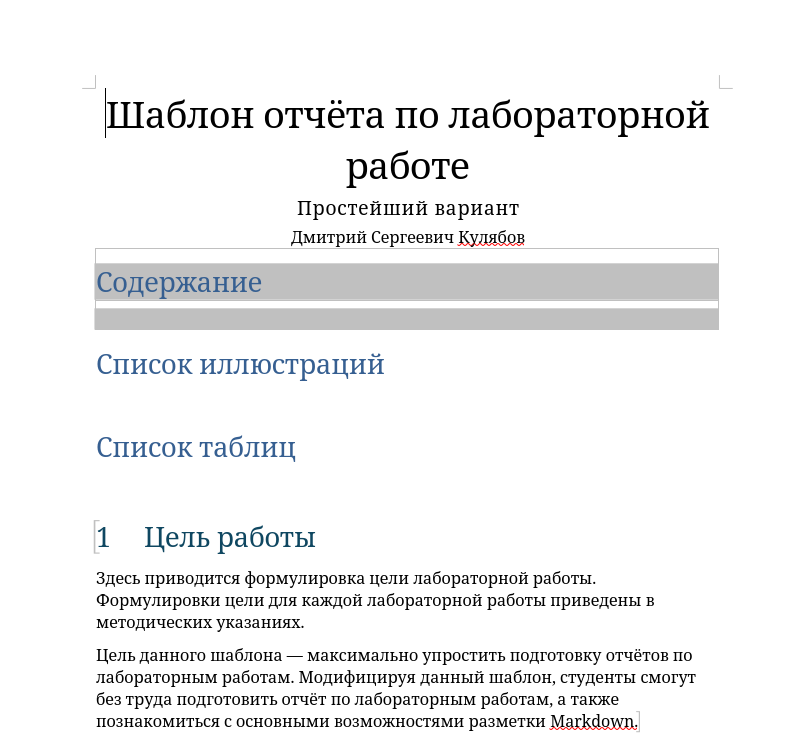 Шаблон отчёта по лабораторной
работе
Простейший вариант
Дмитрий Сергеевич Кулябов
Содержание
Список иллюстраций
Список таблиц
1 Цель работы
Здесь приводится формулировка цели лабораторной работы.
Формулировки цели для каждой лабораторной работы приведены в
методических указаниях.
Цель данного шаблона — максимально упростить подготовку отчётов по
лабораторным работам. Модифицируя данный шаблон, студенты смогут
без труда подготовить отчёт по лабораторным работам, а также
познакомиться с основными возможностями разметки Markdown.